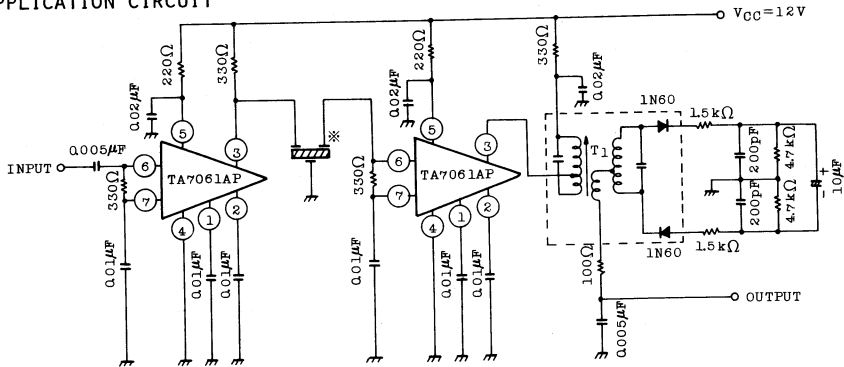 APPLICATION CIRCUIT
VCC=12V
220Ω
330Ω
0.02μF
220Ω
0.02μF
330Ω
0.02μF
1N60
1.5kΩ
0.005μF
INPUT
5
3
6
7
TA7061AP
4
1
2
330Ω
※
5
3
6
7
TA7061AP
4
1
2
330Ω
T1
200pF
4.7kΩ
200pF
4.7kΩ
+
-
10μF
1N60
1.5kΩ
0.01μF
0.01μF
0.01μF
0.01μF
0.01μF
0.01μF
100Ω
OUTPUT
0.005μF